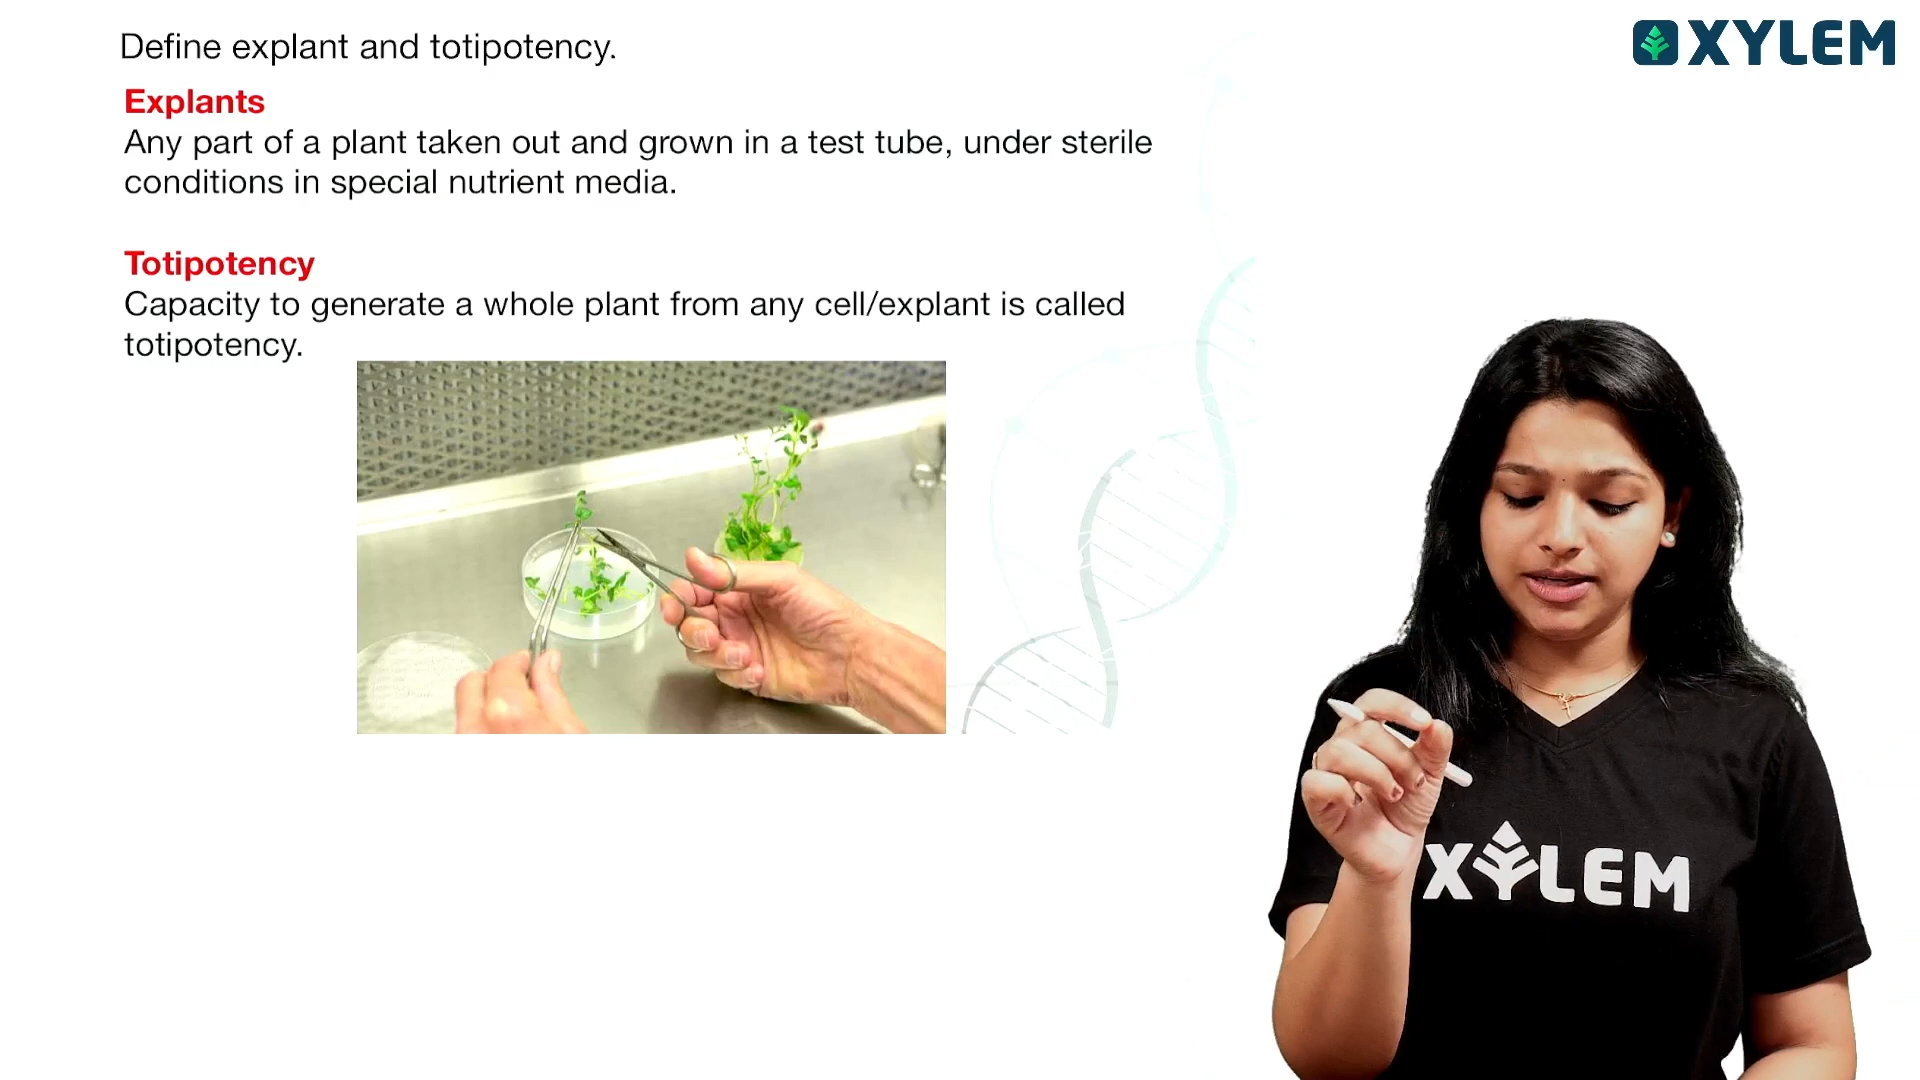 Define explant and totipotency.
XYLEM
Explants
Any part of a plant taken out and grown in a test tube, under sterile
conditions in special nutrient media.
Totipotency
Capacity to generate a whole plant from any cell/explant is called
totipotency.
XYLEM